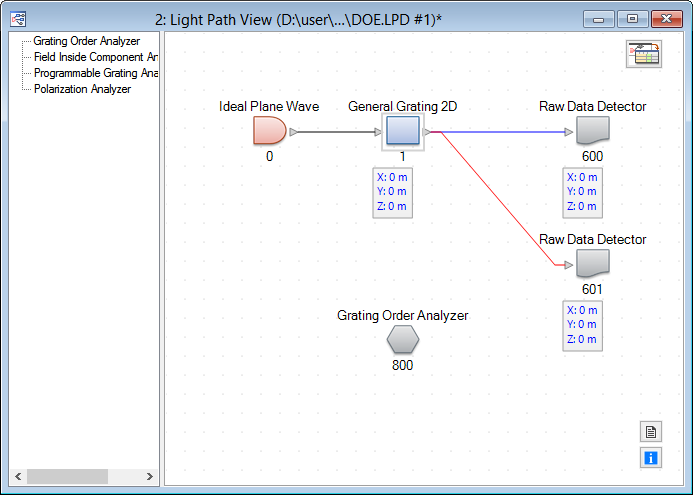 2: Light Path View (D:\user\...\DOE.LPD #1)*
Grating Order Analyzer
Field Inside Component An
Programmable Grating Ana
Polarization Analyzer
Ideal Plane Wave
0
General Grating 2D
1
X: 0 m
Y: 0 m
Z: 0 m
Raw Data Detector
600
X: 0 m
Y: 0 m
Z: 0 m
Raw Data Detector
601
X: 0 m
Y: 0 m
Z: 0 m
Grating Order Analyzer
800